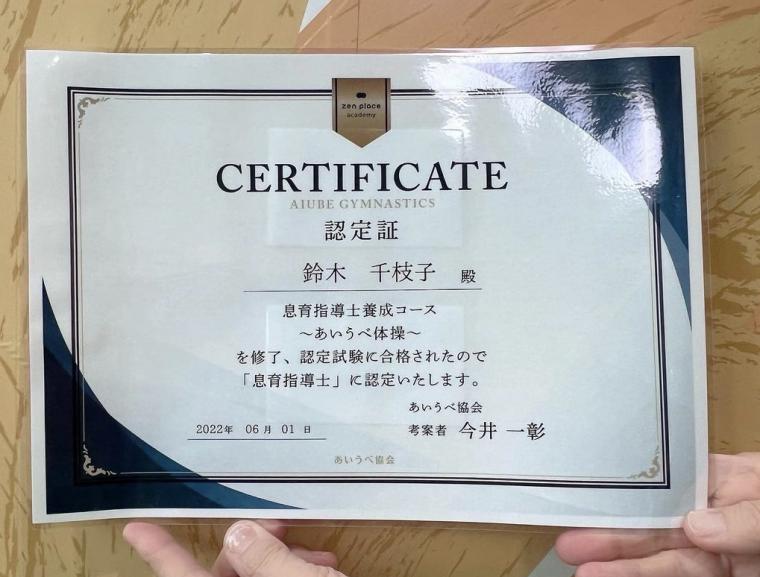 zen place
academy
CERTIFICATE
AIUBE GYMNASTICS
認定証
鈴木 千枝子 殿
息育指導士養成コース
〜あいうべ体操〜
を修了、認定試験に合格されたので
「息育指導士」に認定いたします。
あいうべ協会
2022年 06月 01日
考案者 今井 一彰
あいうべ協会